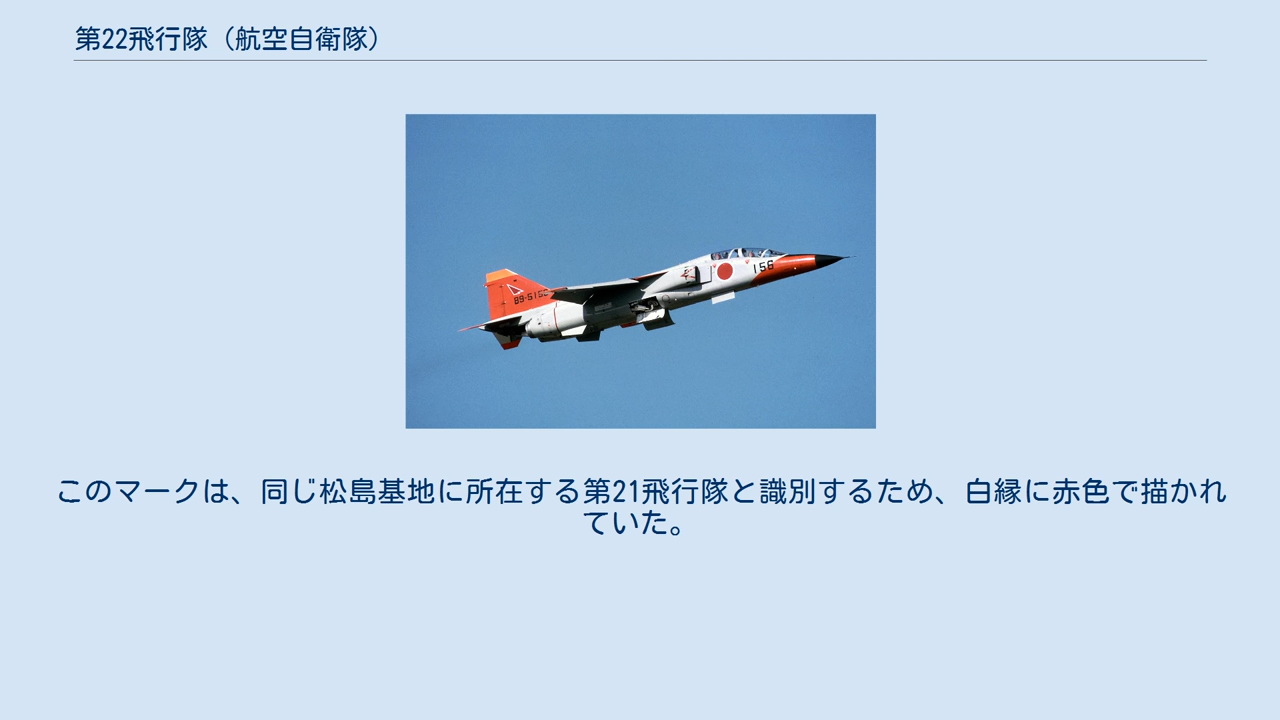 第22飛行隊（航空自衛隊）
156
89-515
このマークは、同じ松島基地に所在する第21飛行隊と識別するため、白縁に赤色で描かれ
ていた。